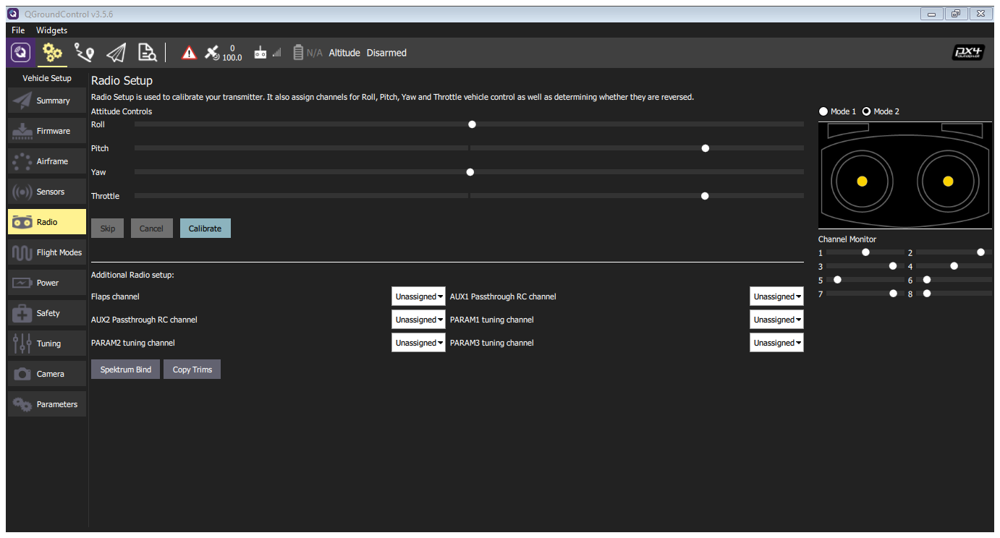 QGroundControl v3.5.6
File Widgets
0
100.0
N/A Altitude Disarmed
px4
autopilot
Vehicle Setup
Summary
Firmware
Airframe
Sensors
Radio
Flight Modes
Power
Safety
Tuning
Camera
Parameters
Radio Setup
Radio Setup is used to calibrate your transmitter. It also assign channels for Roll, Pitch, Yaw and Throttle vehicle control as well as determining whether they are reversed.
Attitude Controls
Roll
Pitch
Yaw
Throttle
Skip Cancel Calibrate
Additional Radio setup:
Flaps channel Unassigned AUX1 Passthrough RC channel Unassigned
AUX2 Passthrough RC channel Unassigned PARAM1 tuning channel Unassigned
PARAM2 tuning channel Unassigned PARAM3 tuning channel Unassigned
Spektrum Bind Copy Trims
Mode 1 Mode 2
Channel Monitor
1 2
3 4
5 6
7 8